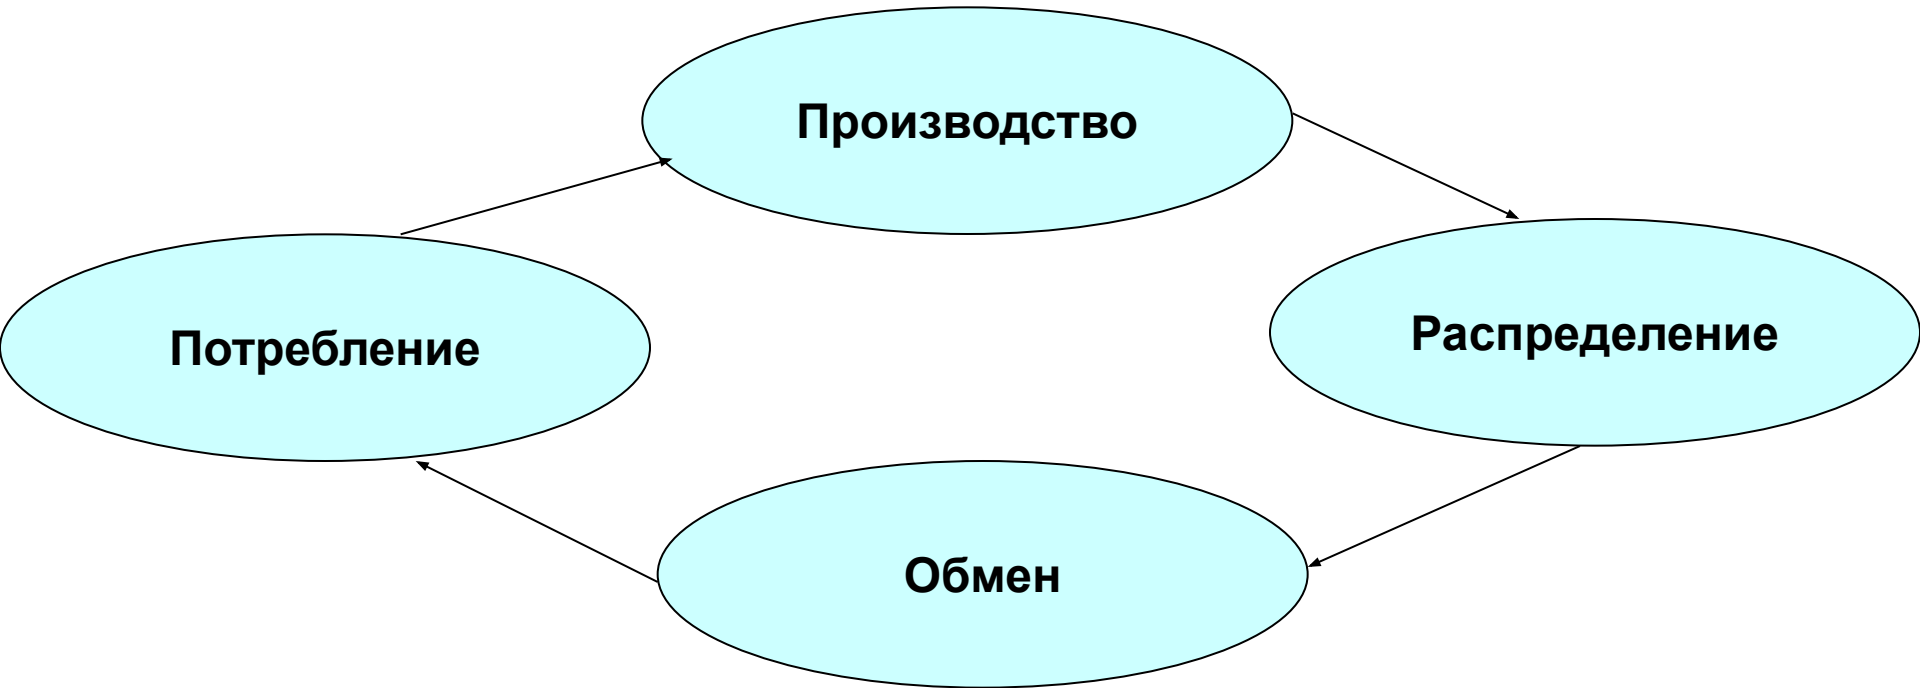 Производство
Распределение
Потребление
Обмен